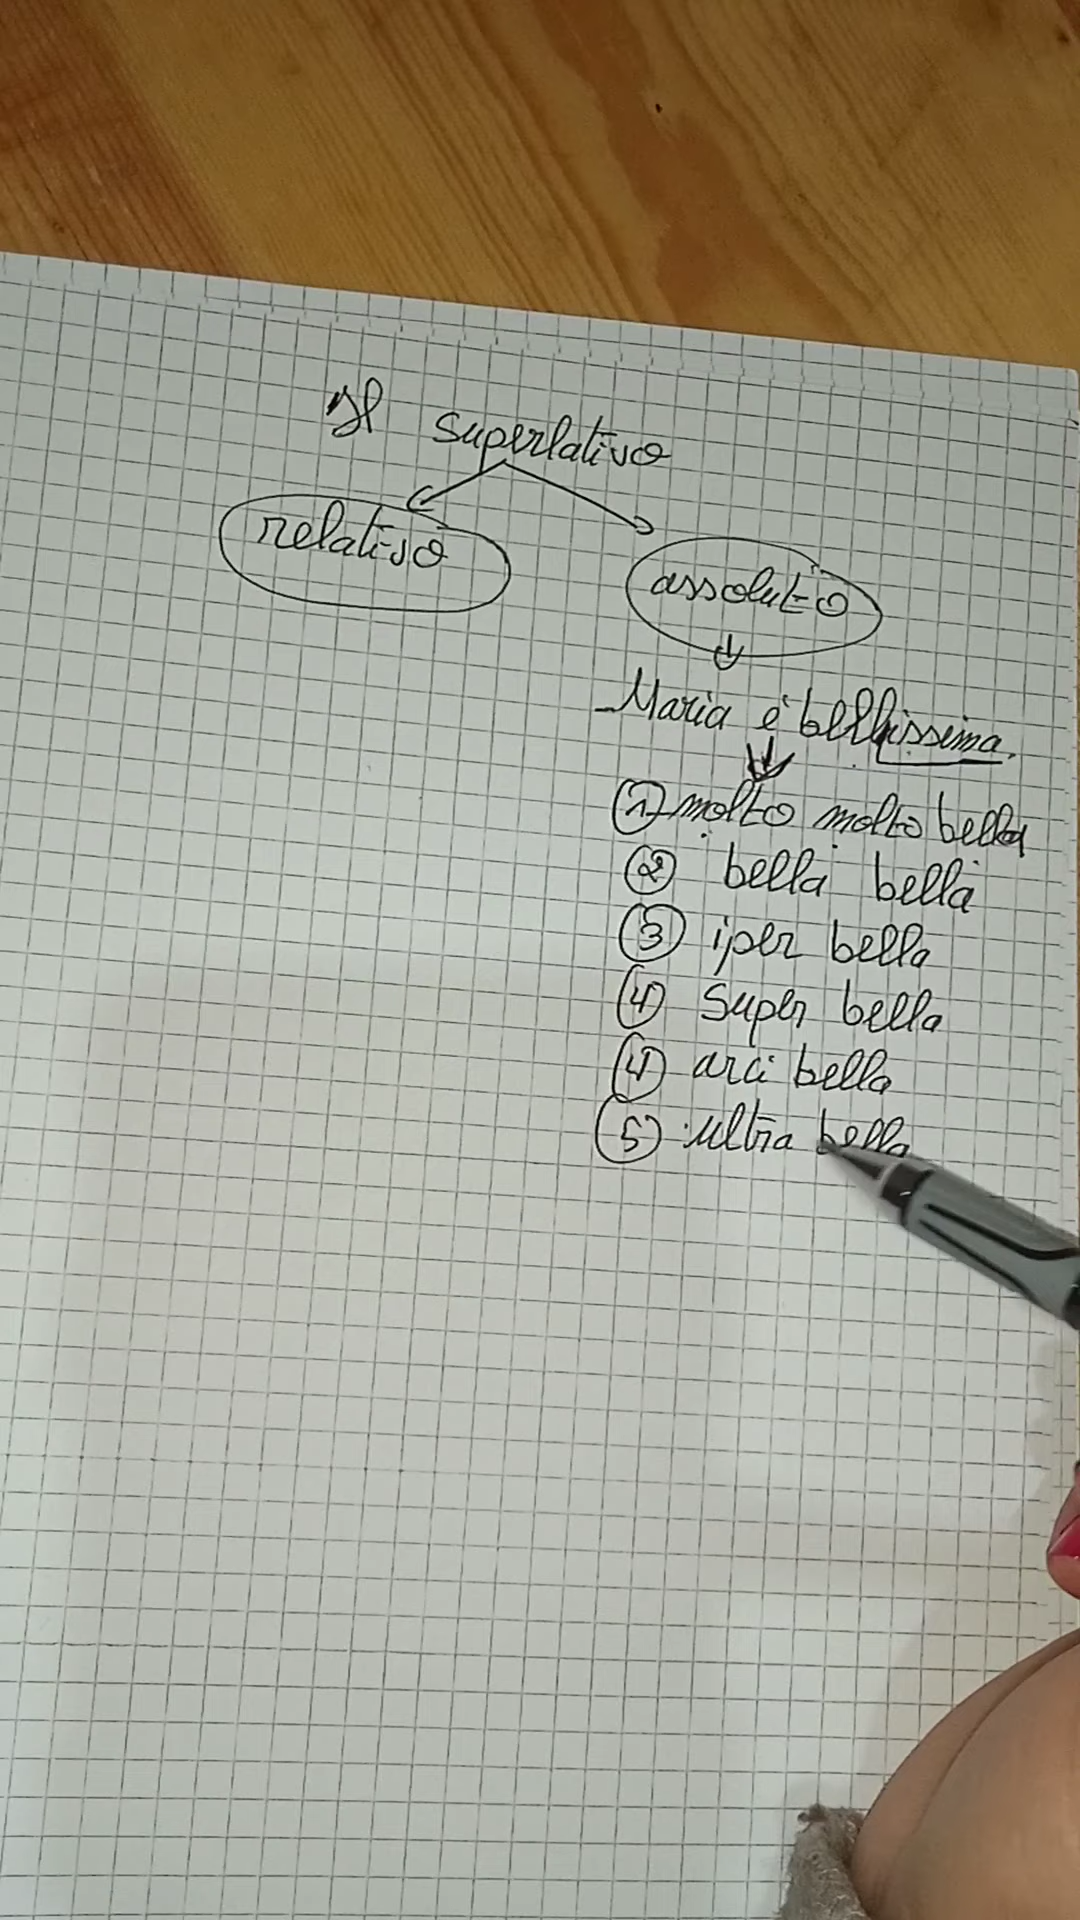 Il superlativo
relativo
assoluto
Maria è bellissima.
1 molto molto bella
2 bella bella
3 iper bella
4 super bella
4 arci bella
5 ultra bella